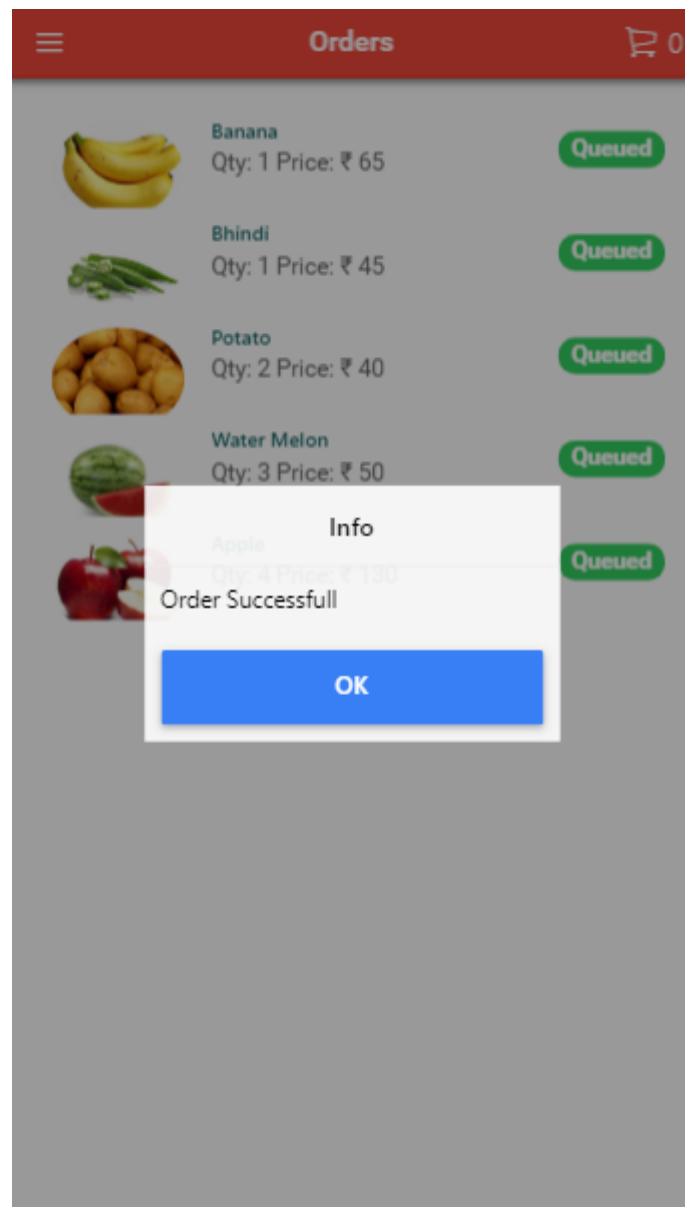 Orders
0
Banana
Qty: 1 Price: ₹ 65
Queued
Bhindi
Qty: 1 Price: ₹ 45
Queued
Potato
Qty: 2 Price: ₹ 40
Queued
Water Melon
Qty: 3 Price: ₹ 50
Queued
Apple
Qty: 4 Price: ₹ 130
Queued
Info
Order Successfull
OK